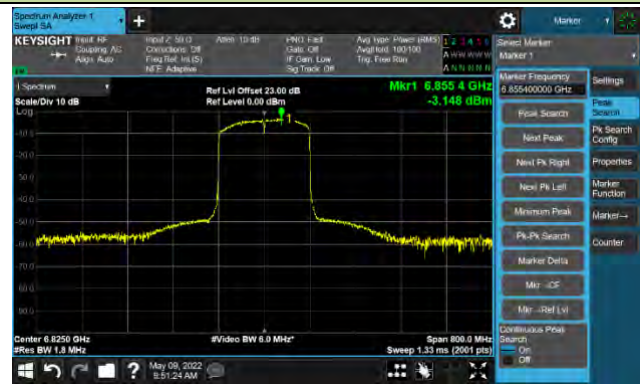 Spectrum Analyzer 1
Swept SA
+
Marker
KEYSIGHT Input: RF
Coupling: AC
Align: Auto
Input Z: 50 Ω
Corrections: Off
Freq Ref: Int (S)
NFE: Adaptive
Atten: 10 dB
PNO: Fast
Gate: Off
IF Gain: Low
Sig Track: Off
Avg Type: Power (RMS)
Avg|Hold: 100/100
Trig: Free Run
1 2 3 4 5 6
A W W W W W
A N N N N N
Select Marker
Marker 1
1 Spectrum
Scale/Div 10 dB
Log
Ref Lvl Offset 23.00 dB
Ref Level 0.00 dBm
Mkr1 6.855 4 GHz
-3.148 dBm
1
-10.0
-20.0
-30.0
-40.0
-50.0
-60.0
-70.0
-80.0
-90.0
Center 6.8250 GHz
#Res BW 1.8 MHz
#Video BW 6.0 MHz*
Span 800.0 MHz
Sweep 1.33 ms (2001 pts)
Marker Frequency
6.855400000 GHz
Peak Search
Next Peak
Next Pk Right
Next Pk Left
Minimum Peak
Pk-Pk Search
Marker Delta
Mkr→CF
Mkr→Ref Lvl
Continuous Peak
Search
On
Off
Settings
Peak
Search
Pk Search
Config
Properties
Marker
Function
Marker→
Counter
May 09, 2022
9:51:24 AM